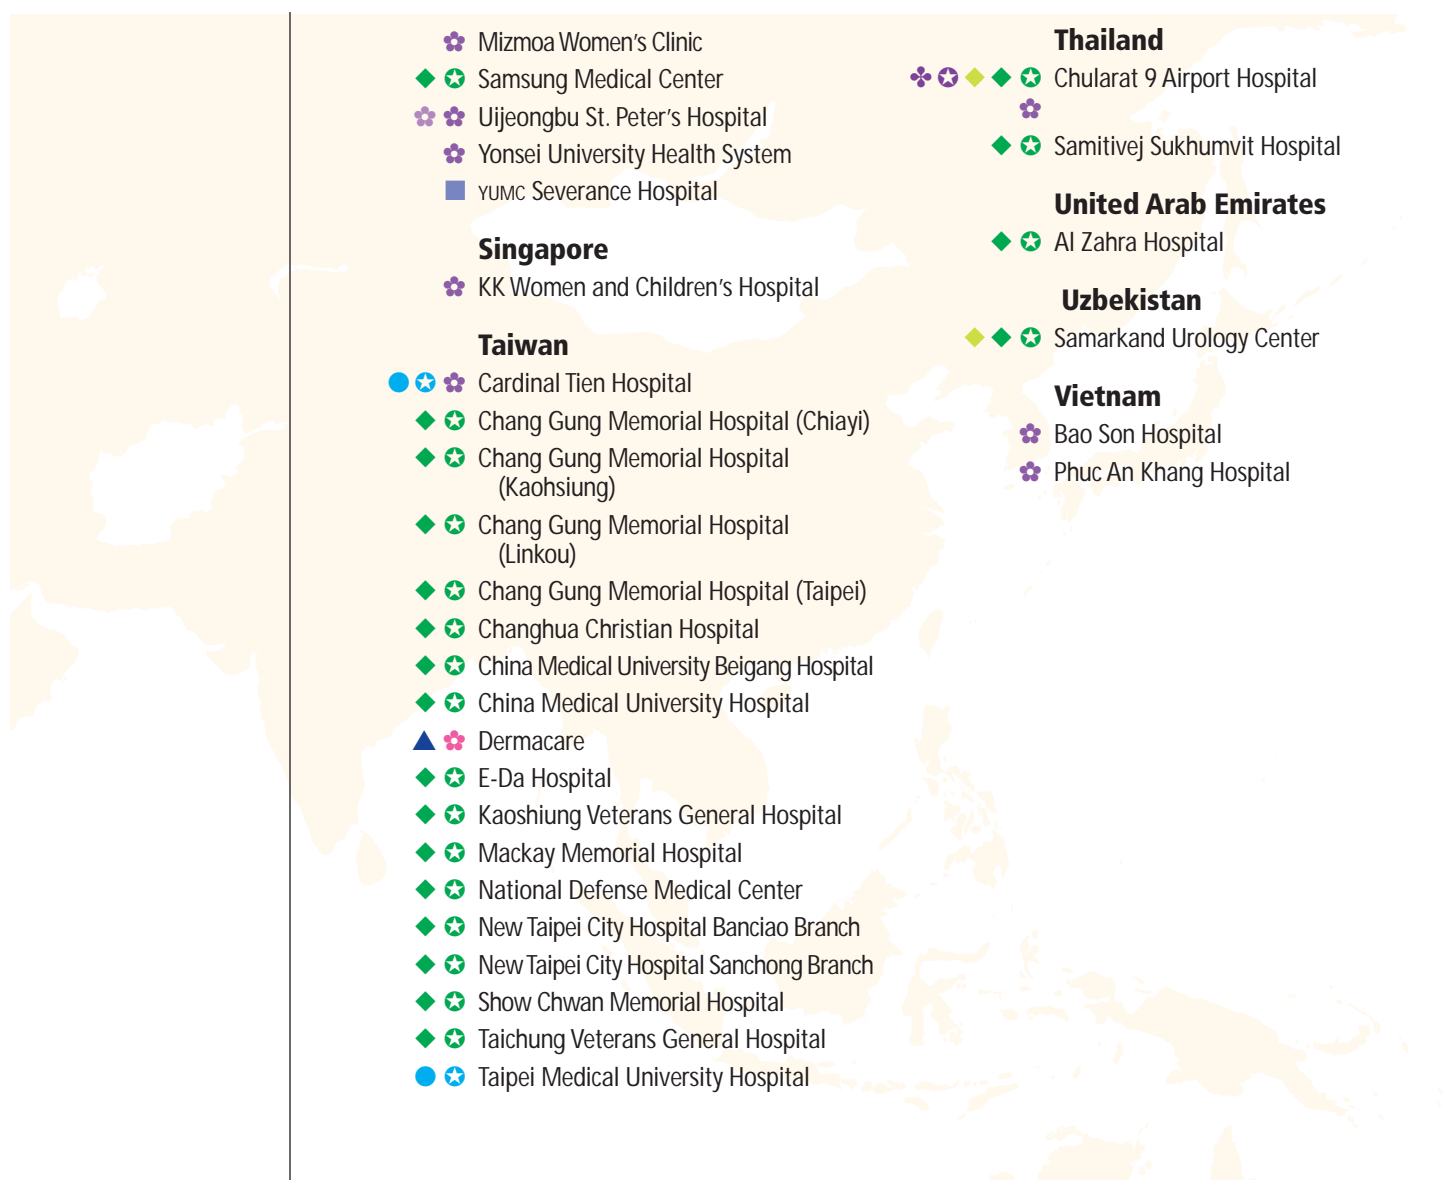 Mizmoa Women’s Clinic
Samsung Medical Center
Uijeongbu St. Peter’s Hospital
Yonsei University Health System
YUMC Severance Hospital
Singapore
KK Women and Children’s Hospital
Taiwan
Cardinal Tien Hospital
Chang Gung Memorial Hospital (Chiayi)
Chang Gung Memorial Hospital
(Kaohsiung)
Chang Gung Memorial Hospital
(Linkou)
Chang Gung Memorial Hospital (Taipei)
Changhua Christian Hospital
China Medical University Beigang Hospital
China Medical University Hospital
Dermacare
E-Da Hospital
Kaoshiung Veterans General Hospital
Mackay Memorial Hospital
National Defense Medical Center
New Taipei City Hospital Banciao Branch
New Taipei City Hospital Sanchong Branch
Show Chwan Memorial Hospital
Taichung Veterans General Hospital
Taipei Medical University Hospital
Thailand
Chularat 9 Airport Hospital
Samitivej Sukhumvit Hospital
United Arab Emirates
Al Zahra Hospital
Uzbekistan
Samarkand Urology Center
Vietnam
Bao Son Hospital
Phuc An Khang Hospital